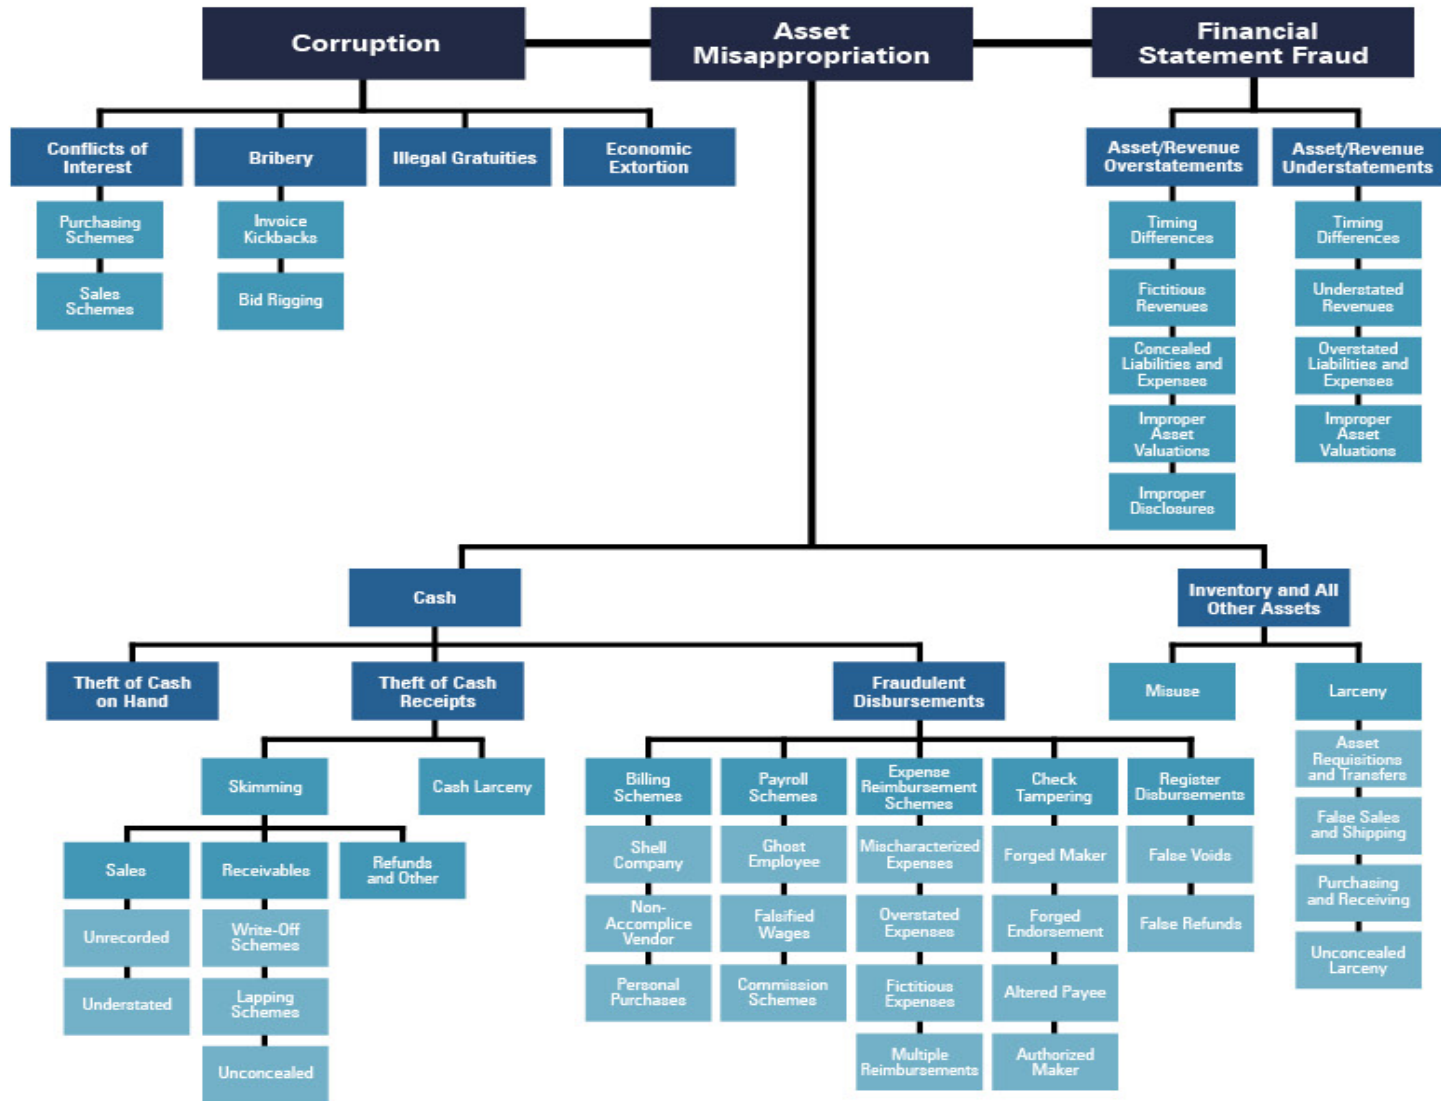 Corruption
Asset
Misappropriation
Financial
Statement Fraud
Conflicts of
Interest
Bribery
Illegal Gratuities
Economic
Extortion
Asset/Revenue
Overstatements
Asset/Revenue
Understatements
Purchasing
Schemes
Sales
Schemes
Invoice
Kickbacks
Bid Rigging
Timing
Differences
Fictitious
Revenues
Concealed
Liabilities and
Expenses
Improper
Asset
Valuations
Improper
Disclosures
Timing
Differences
Understated
Revenues
Overstated
Liabilities and
Expenses
Improper
Asset
Valuations
Cash
Inventory and All
Other Assets
Theft of Cash
on Hand
Theft of Cash
Receipts
Fraudulent
Disbursements
Misuse
Larceny
Asset
Requisitions
and Transfers
False Sales
and Shipping
Purchasing
and Receiving
Unconcealed
Larceny
Skimming
Cash Larceny
Sales
Unrecorded
Understated
Receivables
Write-Off
Schemes
Lapping
Schemes
Unconcealed
Refunds
and Other
Billing
Schemes
Shell
Company
Non-
Accomplice
Vendor
Personal
Purchases
Payroll
Schemes
Ghost
Employee
Falsified
Wages
Commission
Schemes
Expense
Reimbursement
Schemes
Mischaracterized
Expenses
Overstated
Expenses
Fictitious
Expenses
Multiple
Reimbursements
Check
Tampering
Forged Maker
Forged
Endorsement
Altered Payee
Authorized
Maker
Register
Disbursements
False Voids
False Refunds